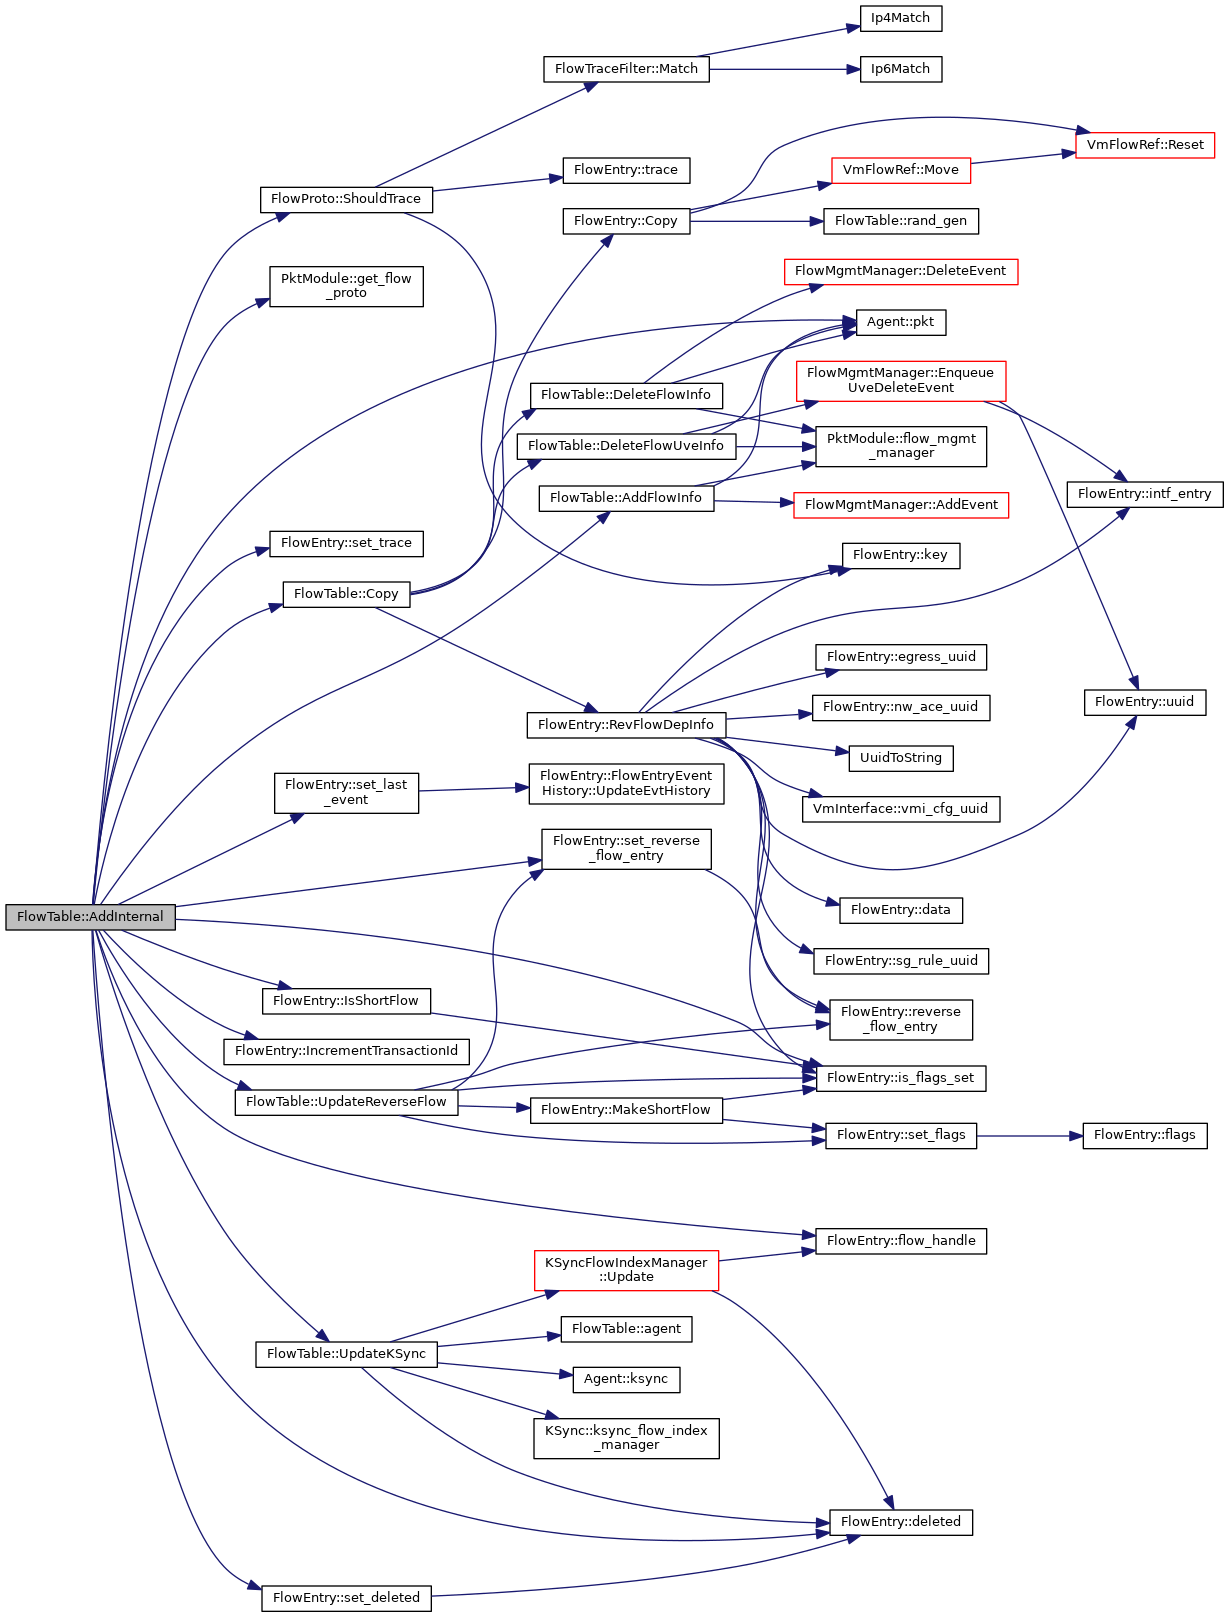 Ip4Match
FlowTraceFilter::Match
Ip6Match
VmFlowRef::Reset
FlowEntry::trace
VmFlowRef::Move
FlowProto::ShouldTrace
FlowEntry::Copy
FlowTable::rand_gen
PktModule::get_flow
_proto
FlowMgmtManager::DeleteEvent
Agent::pkt
FlowTable::DeleteFlowInfo
FlowMgmtManager::Enqueue
UveDeleteEvent
FlowTable::DeleteFlowUveInfo
PktModule::flow_mgmt
_manager
FlowTable::AddFlowInfo
FlowMgmtManager::AddEvent
FlowEntry::intf_entry
FlowEntry::set_trace
FlowEntry::key
FlowTable::Copy
FlowEntry::egress_uuid
FlowEntry::nw_ace_uuid
FlowEntry::uuid
FlowEntry::RevFlowDepInfo
UuidToString
FlowEntry::set_last
_event
FlowEntry::FlowEntryEvent
History::UpdateEvtHistory
VmInterface::vmi_cfg_uuid
FlowEntry::set_reverse
_flow_entry
FlowTable::AddInternal
FlowEntry::data
FlowEntry::sg_rule_uuid
FlowEntry::IsShortFlow
FlowEntry::reverse
_flow_entry
FlowEntry::IncrementTransactionId
FlowEntry::is_flags_set
FlowTable::UpdateReverseFlow
FlowEntry::MakeShortFlow
FlowEntry::set_flags
FlowEntry::flags
FlowEntry::flow_handle
KSyncFlowIndexManager
::Update
FlowTable::agent
FlowTable::UpdateKSync
Agent::ksync
KSync::ksync_flow_index
_manager
FlowEntry::deleted
FlowEntry::set_deleted